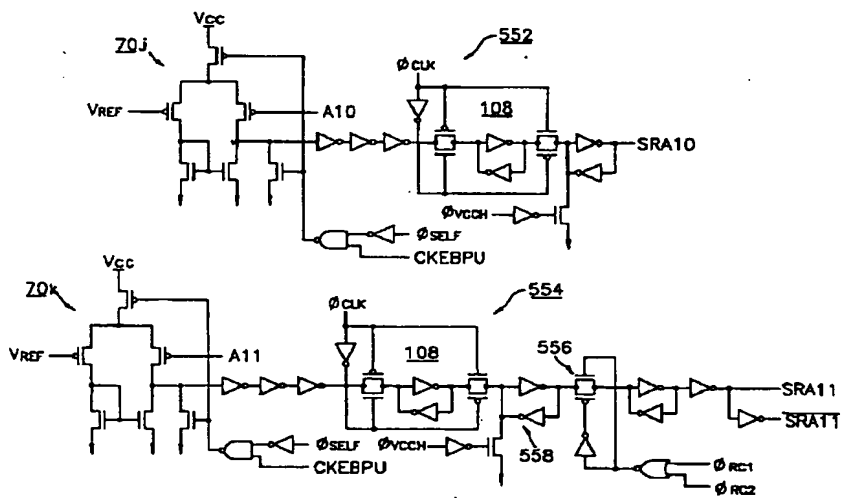 VCC
70j
552
ØCLK
108
VREF
A10
SRA10
ØVCCH
ØSELF
CKEBPU
VCC
70k
554
ØCLK
108
556
VREF
A11
SRA11
SRA11
ØSELF
ØVCCH
558
CKEBPU
ØRC1
ØRC2